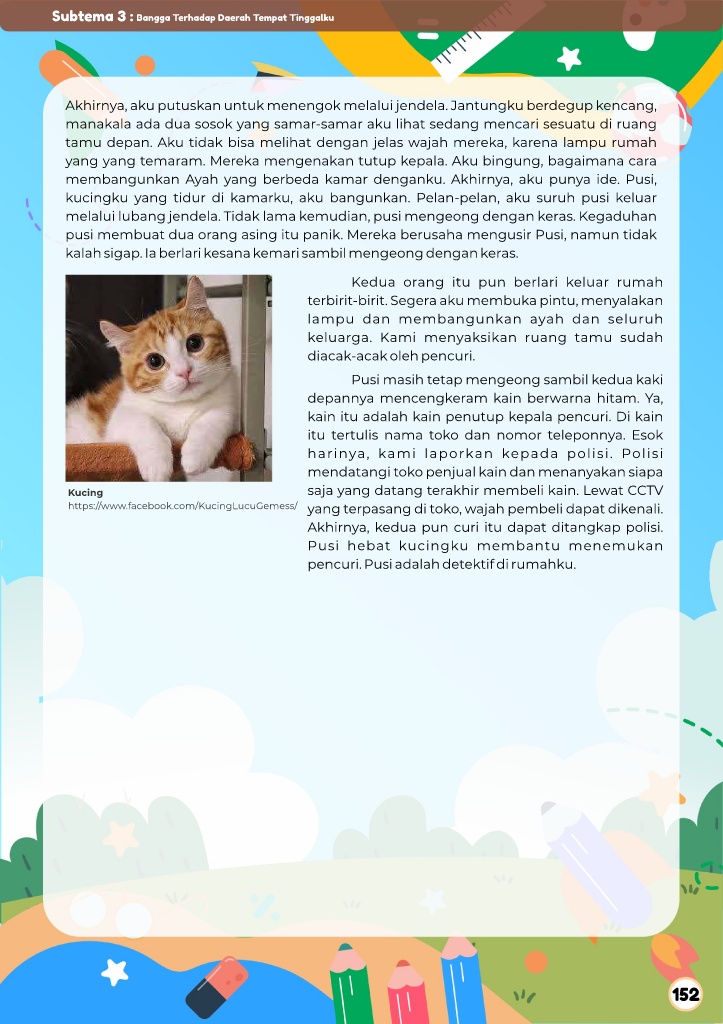 Subtema 3 : Bangga Terhadap Daerah Tempat Tinggalku
Akhirnya, aku putuskan untuk menengok melalui jendela. Jantungku berdegup kencang,
manakala ada dua sosok yang samar-samar aku lihat sedang mencari sesuatu di ruang
tamu depan. Aku tidak bisa melihat dengan jelas wajah mereka, karena lampu rumah
yang yang temaram. Mereka mengenakan tutup kepala. Aku bingung, bagaimana cara
membangunkan Ayah yang berbeda kamar denganku. Akhirnya, aku punya ide. Pusi,
kucingku yang tidur di kamarku, aku bangunkan. Pelan-pelan, aku suruh pusi keluar
melalui lubang jendela. Tidak lama kemudian, pusi mengeong dengan keras. Kegaduhan
pusi membuat dua orang asing itu panik. Mereka berusaha mengusir Pusi, namun tidak
kalah sigap. Ia berlari kesana kemari sambil mengeong dengan keras.
Kucing
https://www.facebook.com/KucingLucuGemess/
Kedua orang itu pun berlari keluar rumah
terbirit-birit. Segera aku membuka pintu, menyalakan
lampu dan membangunkan ayah dan seluruh
keluarga. Kami menyaksikan ruang tamu sudah
diacak-acak oleh pencuri.
Pusi masih tetap mengeong sambil kedua kaki
depannya mencengkeram kain berwarna hitam. Ya,
kain itu adalah kain penutup kepala pencuri. Di kain
itu tertulis nama toko dan nomor teleponnya. Esok
harinya, kami laporkan kepada polisi. Polisi
mendatangi toko penjual kain dan menanyakan siapa
saja yang datang terakhir membeli kain. Lewat CCTV
yang terpasang di toko, wajah pembeli dapat dikenali.
Akhirnya, kedua pun curi itu dapat ditangkap polisi.
Pusi hebat kucingku membantu menemukan
pencuri. Pusi adalah detektif di rumahku.
152